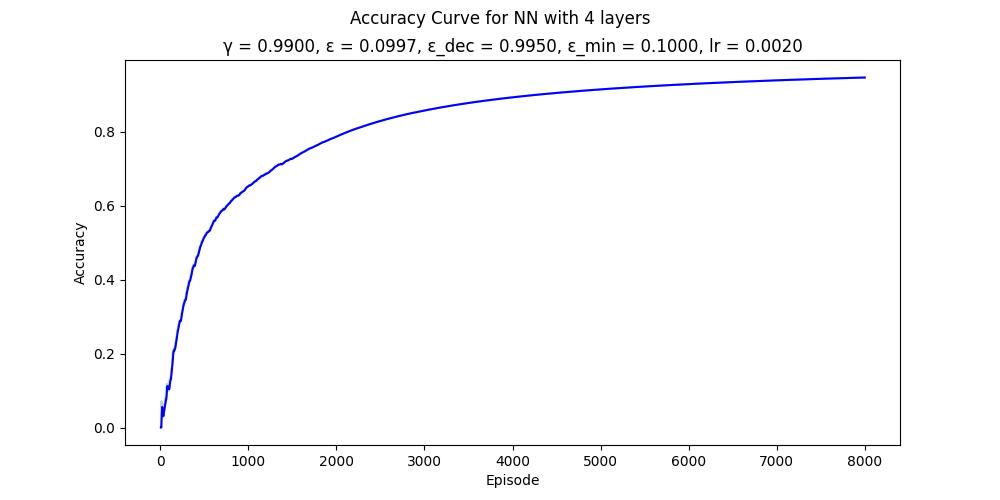 Accuracy Curve for NN with 4 layers
γ = 0.9900, ε = 0.0997, ε_dec = 0.9950, ε_min = 0.1000, lr = 0.0020
0.8
0.6
0.4
0.2
0.0
Accuracy
0 1000 2000 3000 4000 5000 6000 7000 8000
Episode